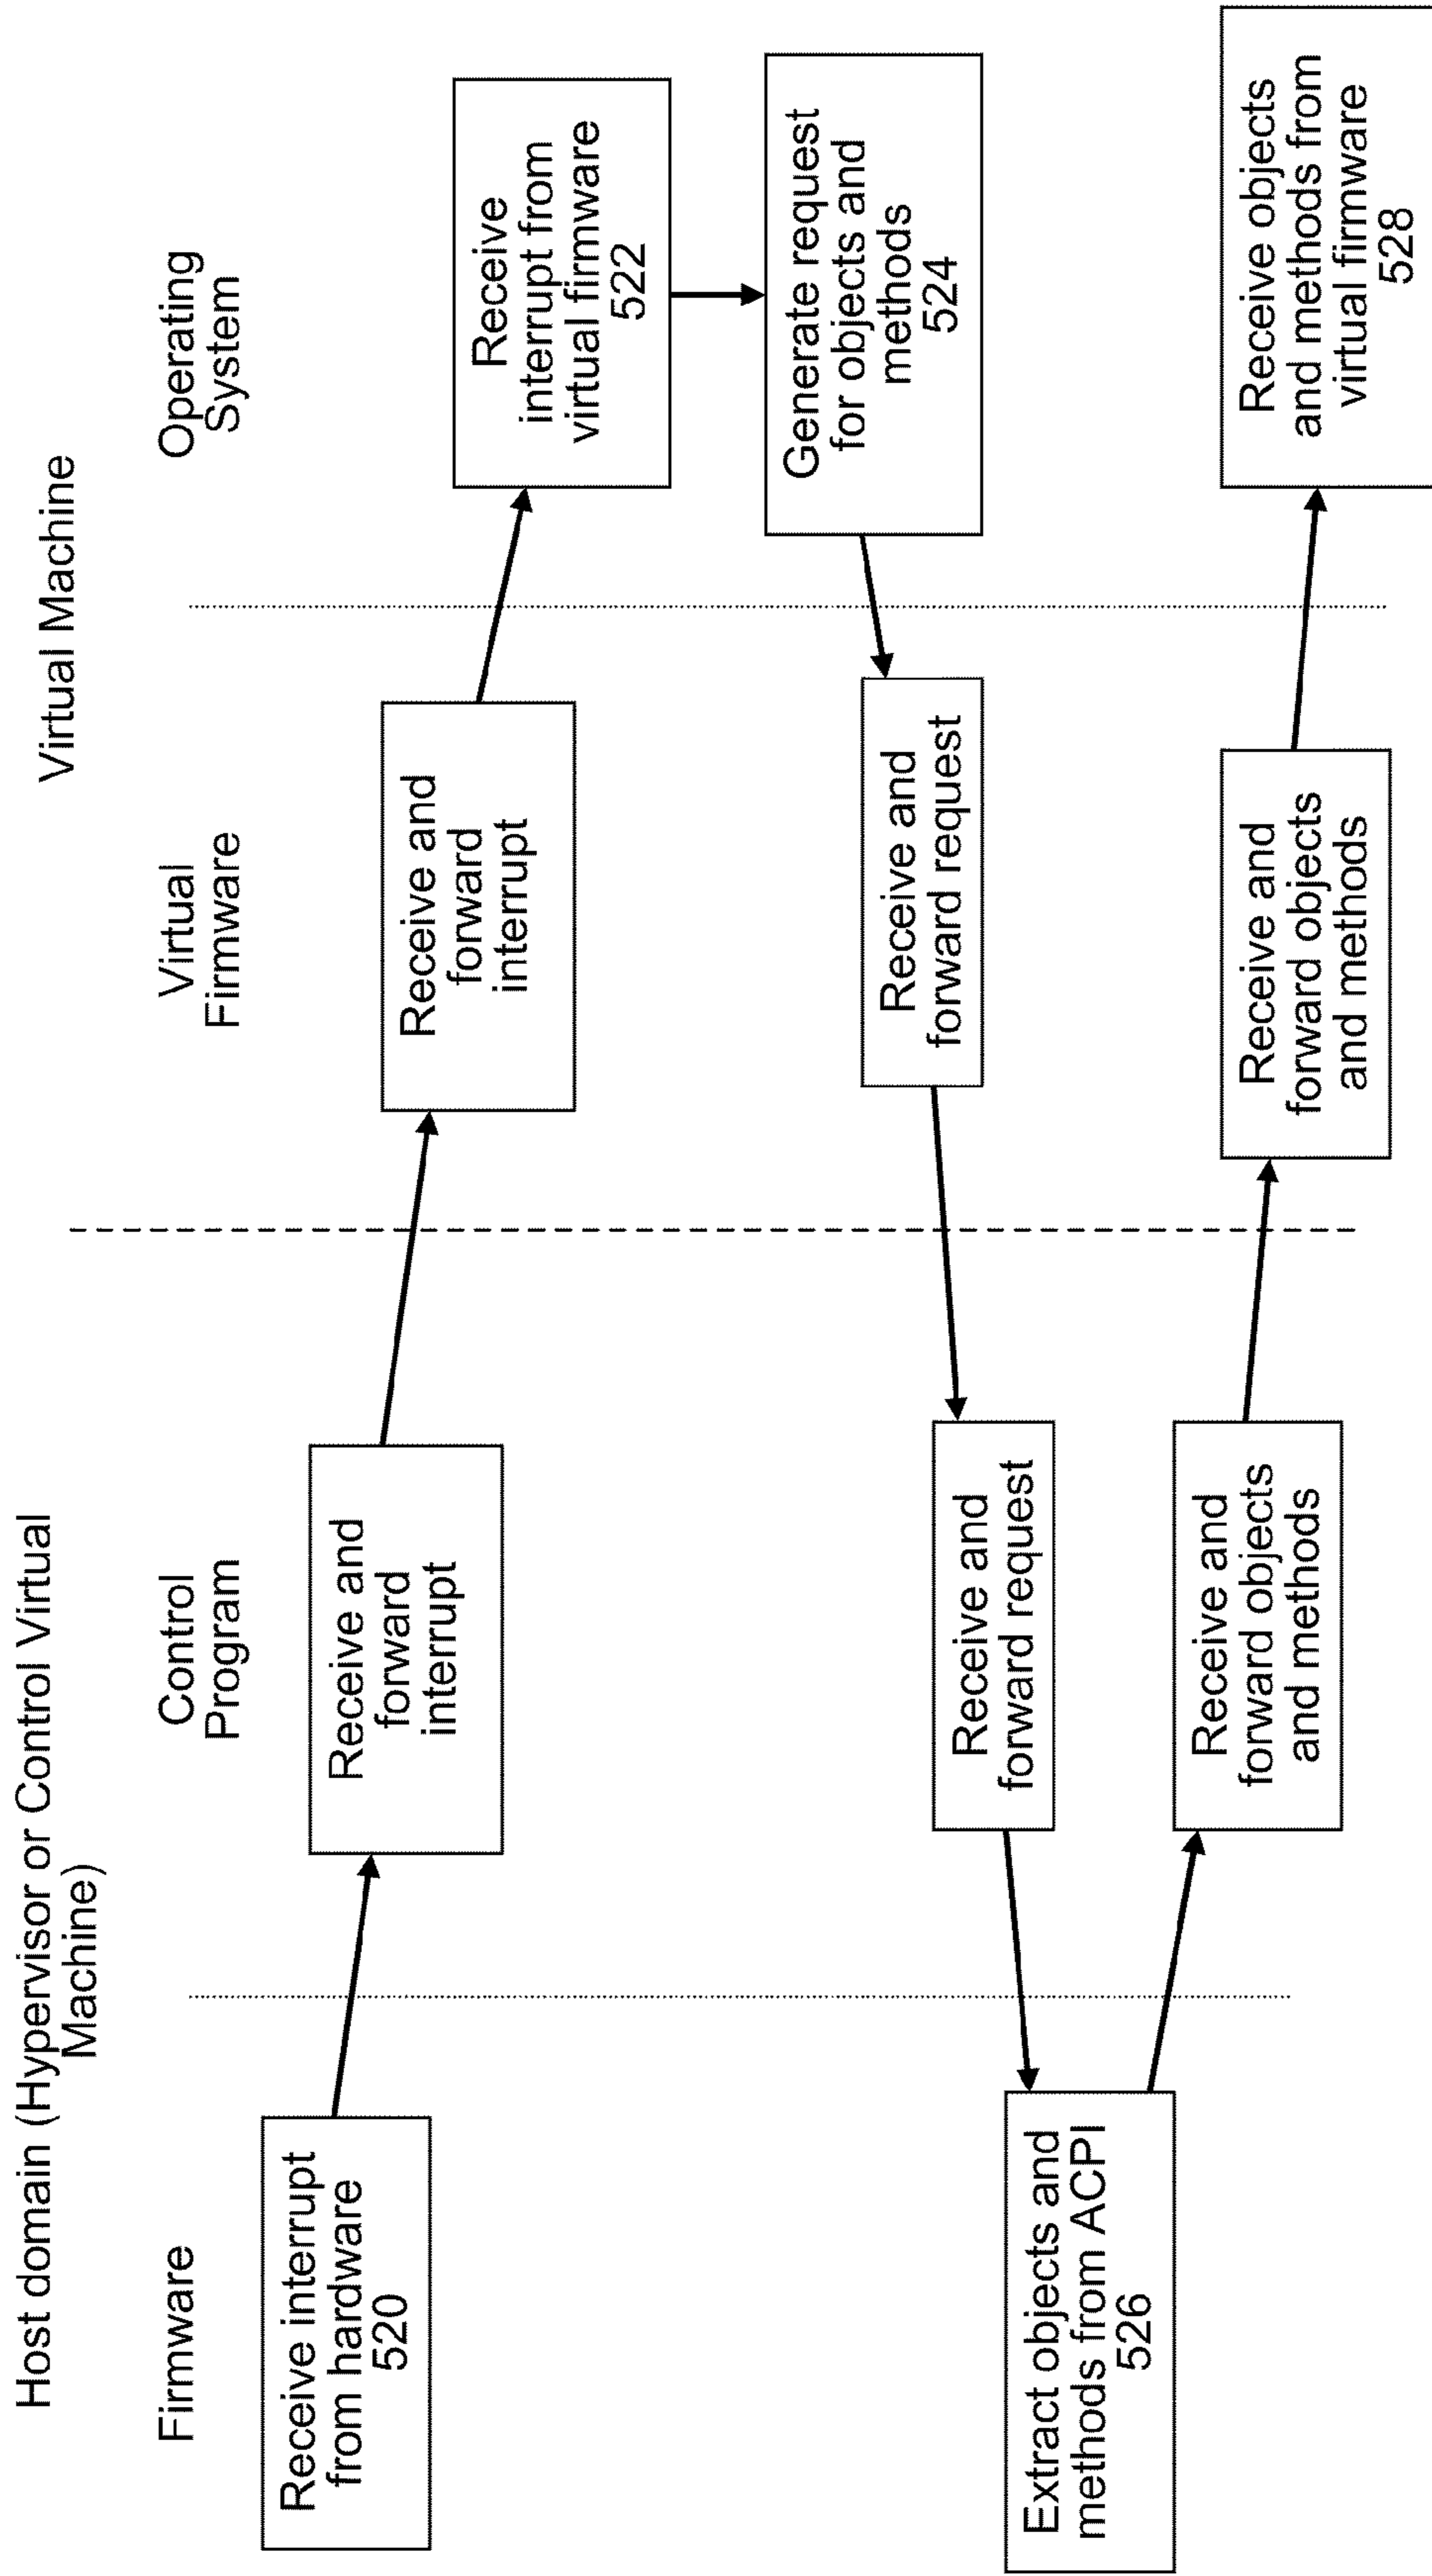 Host domain (Hypervisor or Control Virtual
Machine)
Virtual Machine
Firmware
Control
Program
Virtual
Firmware
Operating
System
Receive interrupt
from hardware
520
Receive and
forward
interrupt
Receive and
forward
interrupt
Receive
interrupt from
virtual firmware
522
Generate request
for objects and
methods
524
Receive and
forward request
Receive and
forward request
Extract objects and
methods from ACPI
526
Receive and
forward objects
and methods
Receive and
forward objects
and methods
Receive objects
and methods from
virtual firmware
528